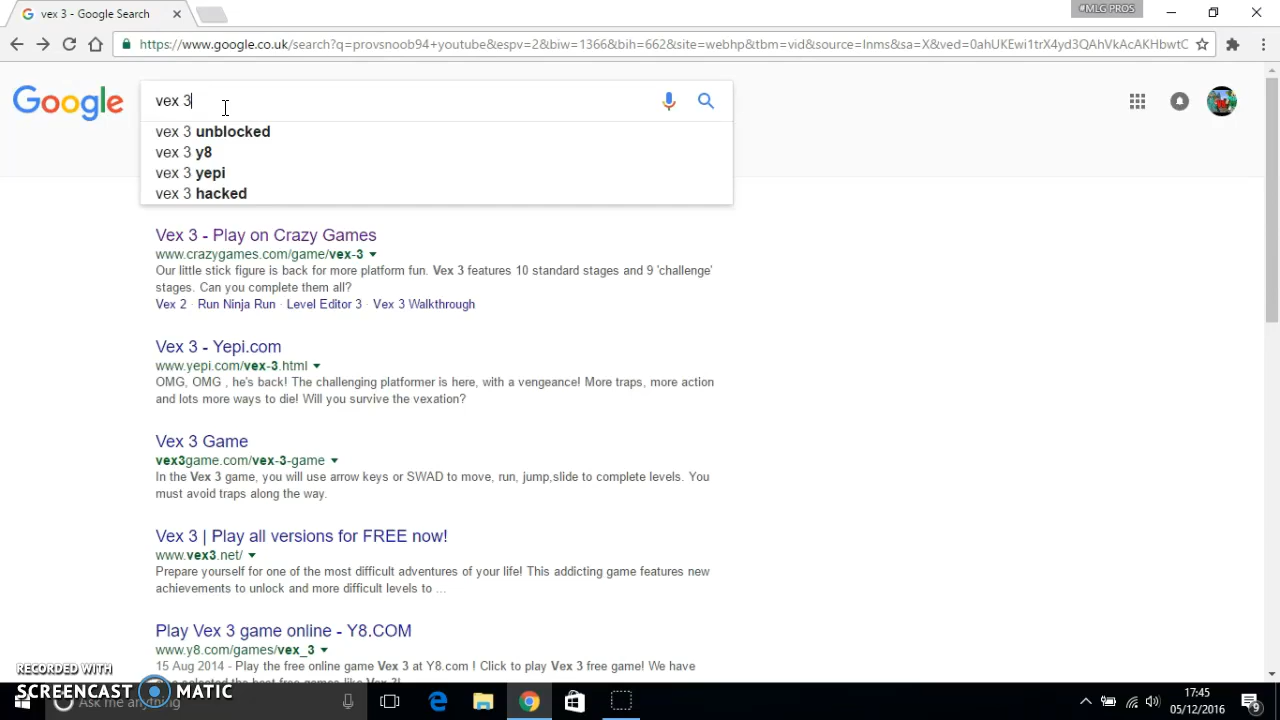 vex 3 - Google Search
#MLG PROS
https://www.google.co.uk/search?q=provsnoob94+youtube&espv=2&biw=1366&bih=662&site=webhp&tbm=vid&source=lnms&sa=X&ved=0ahUKEwi1trX4yd3QAhVkAcAKHbwtC
Google
vex 3
vex 3 unblocked
vex 3 y8
vex 3 yepi
vex 3 hacked
Vex 3 - Play on Crazy Games
www.crazygames.com/game/vex-3
Our little stick figure is back for more platform fun. Vex 3 features 10 standard stages and 9 'challenge'
stages. Can you complete them all?
Vex 2 · Run Ninja Run · Level Editor 3 · Vex 3 Walkthrough
Vex 3 - Yepi.com
www.yepi.com/vex-3.html
OMG, OMG , he's back! The challenging platformer is here, with a vengeance! More traps, more action
and lots more ways to die! Will you survive the vexation?
Vex 3 Game
vex3game.com/vex-3-game
In the Vex 3 game, you will use arrow keys or SWAD to move, run, jump,slide to complete levels. You
must avoid traps along the way.
Vex 3 | Play all versions for FREE now!
www.vex3.net/
Prepare yourself for one of the most difficult adventures of your life! This addicting game features new
achievements to unlock and more difficult levels to ...
Play Vex 3 game online - Y8.COM
www.y8.com/games/vex_3
15 Aug 2014 - Play the free online game Vex 3 at Y8.com ! Click to play Vex 3 free game! We have
RECORDED WITH
SCREENCAST MATIC
Ask me anything
17:45
05/12/2016
9